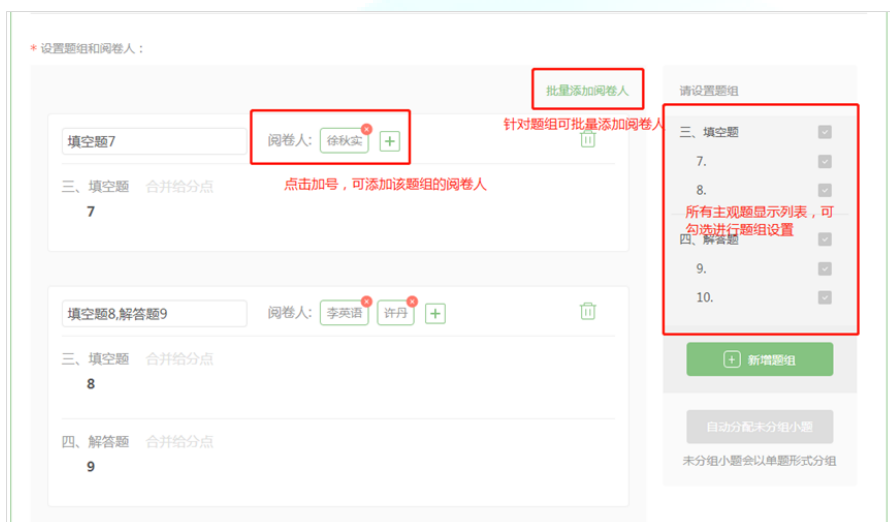 * 设置题组和阅卷人：
批量添加阅卷人
请设置题组
针对题组可批量添加阅卷人
填空题7
阅卷人:
徐秋实
三、填空题 合并给分点
点击加号，可添加该题组的阅卷人
7
三、填空题
7.
8.
所有主观题显示列表，可
勾选进行题组设置
四、解答题
9.
10.
填空题8,解答题9
阅卷人:
李英语
许丹
三、填空题 合并给分点
8
四、解答题 合并给分点
9
新增题组
自动分配未分组小题
未分组小题会以单题形式分组